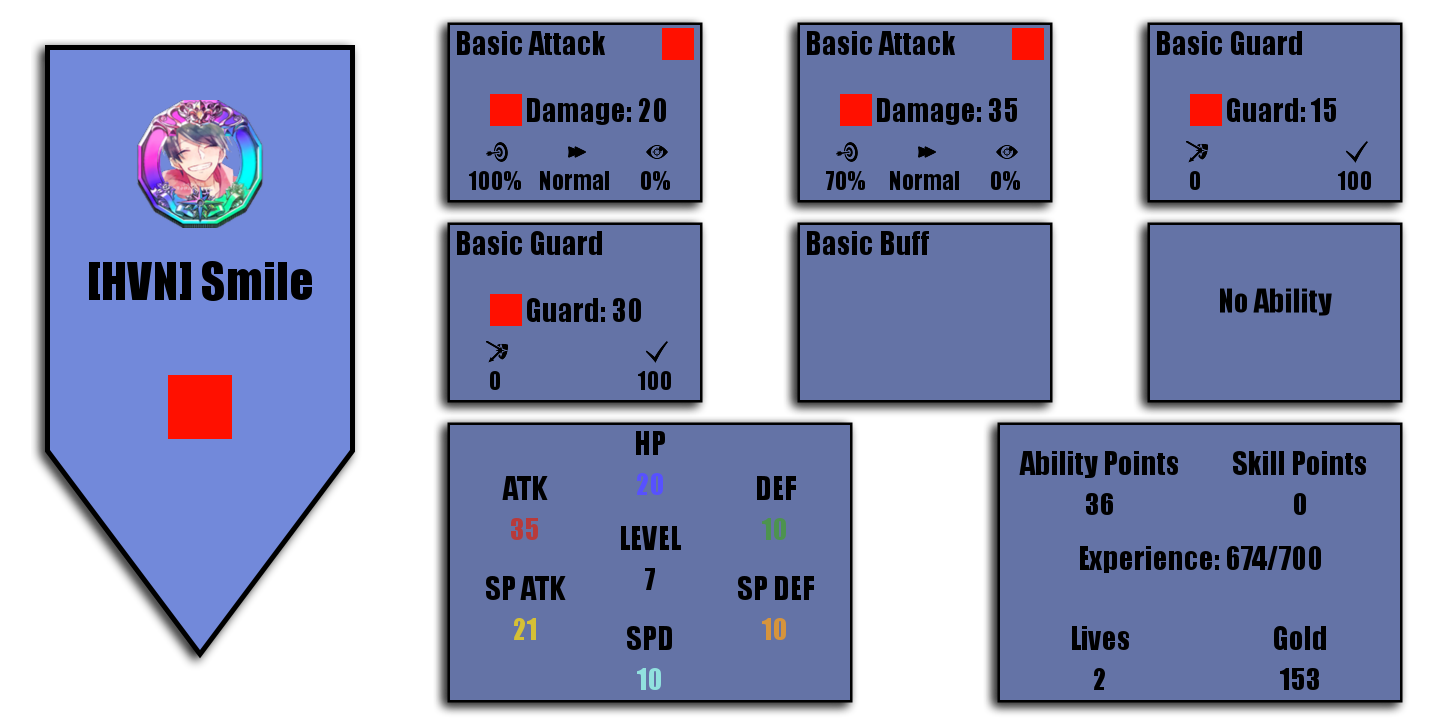 [HVN] Smile
Basic Attack
Damage: 20
100% Normal 0%
Basic Attack
Damage: 35
70% Normal 0%
Basic Guard
Guard: 15
0 100
Basic Guard
Guard: 30
0 100
Basic Buff
No Ability
HP
20
ATK
35
DEF
10
LEVEL
7
SP ATK
21
SP DEF
10
SPD
10
Ability Points Skill Points
36 0
Experience: 674/700
Lives Gold
2 153